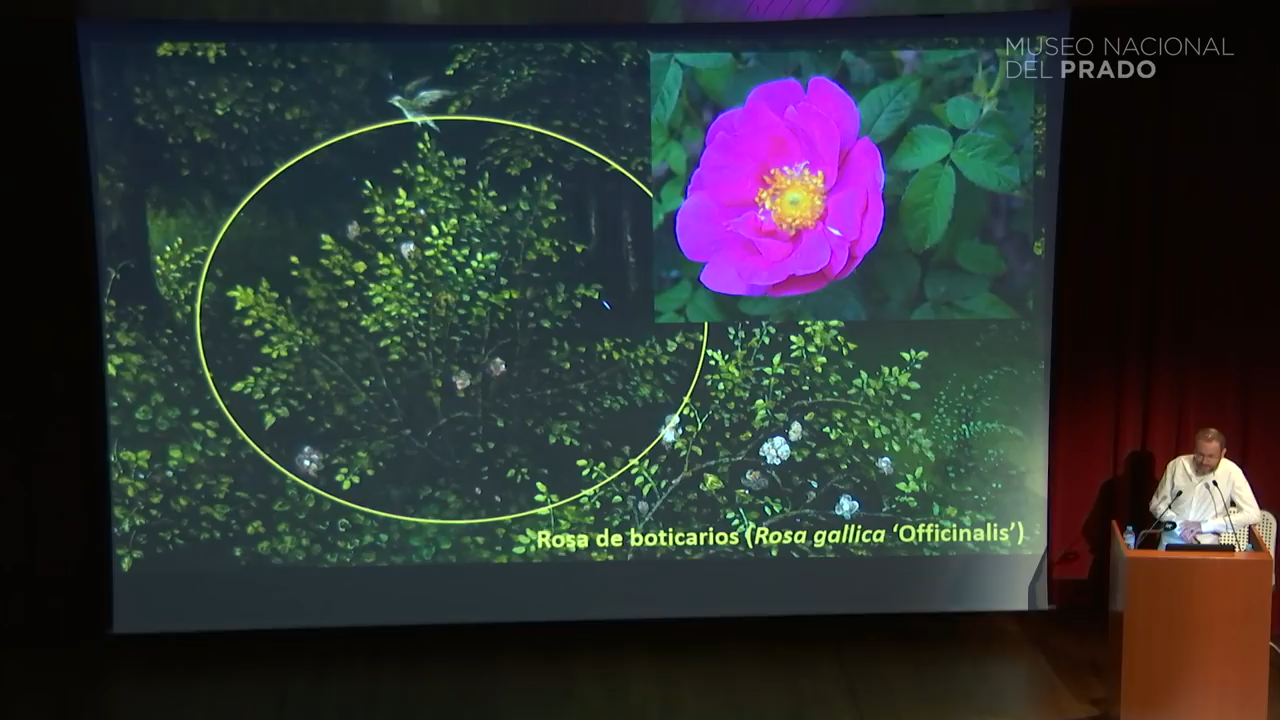 MUSEO NACIONAL
DEL PRADO
Rosa de boticarios (Rosa gallica ‘Officinalis’)